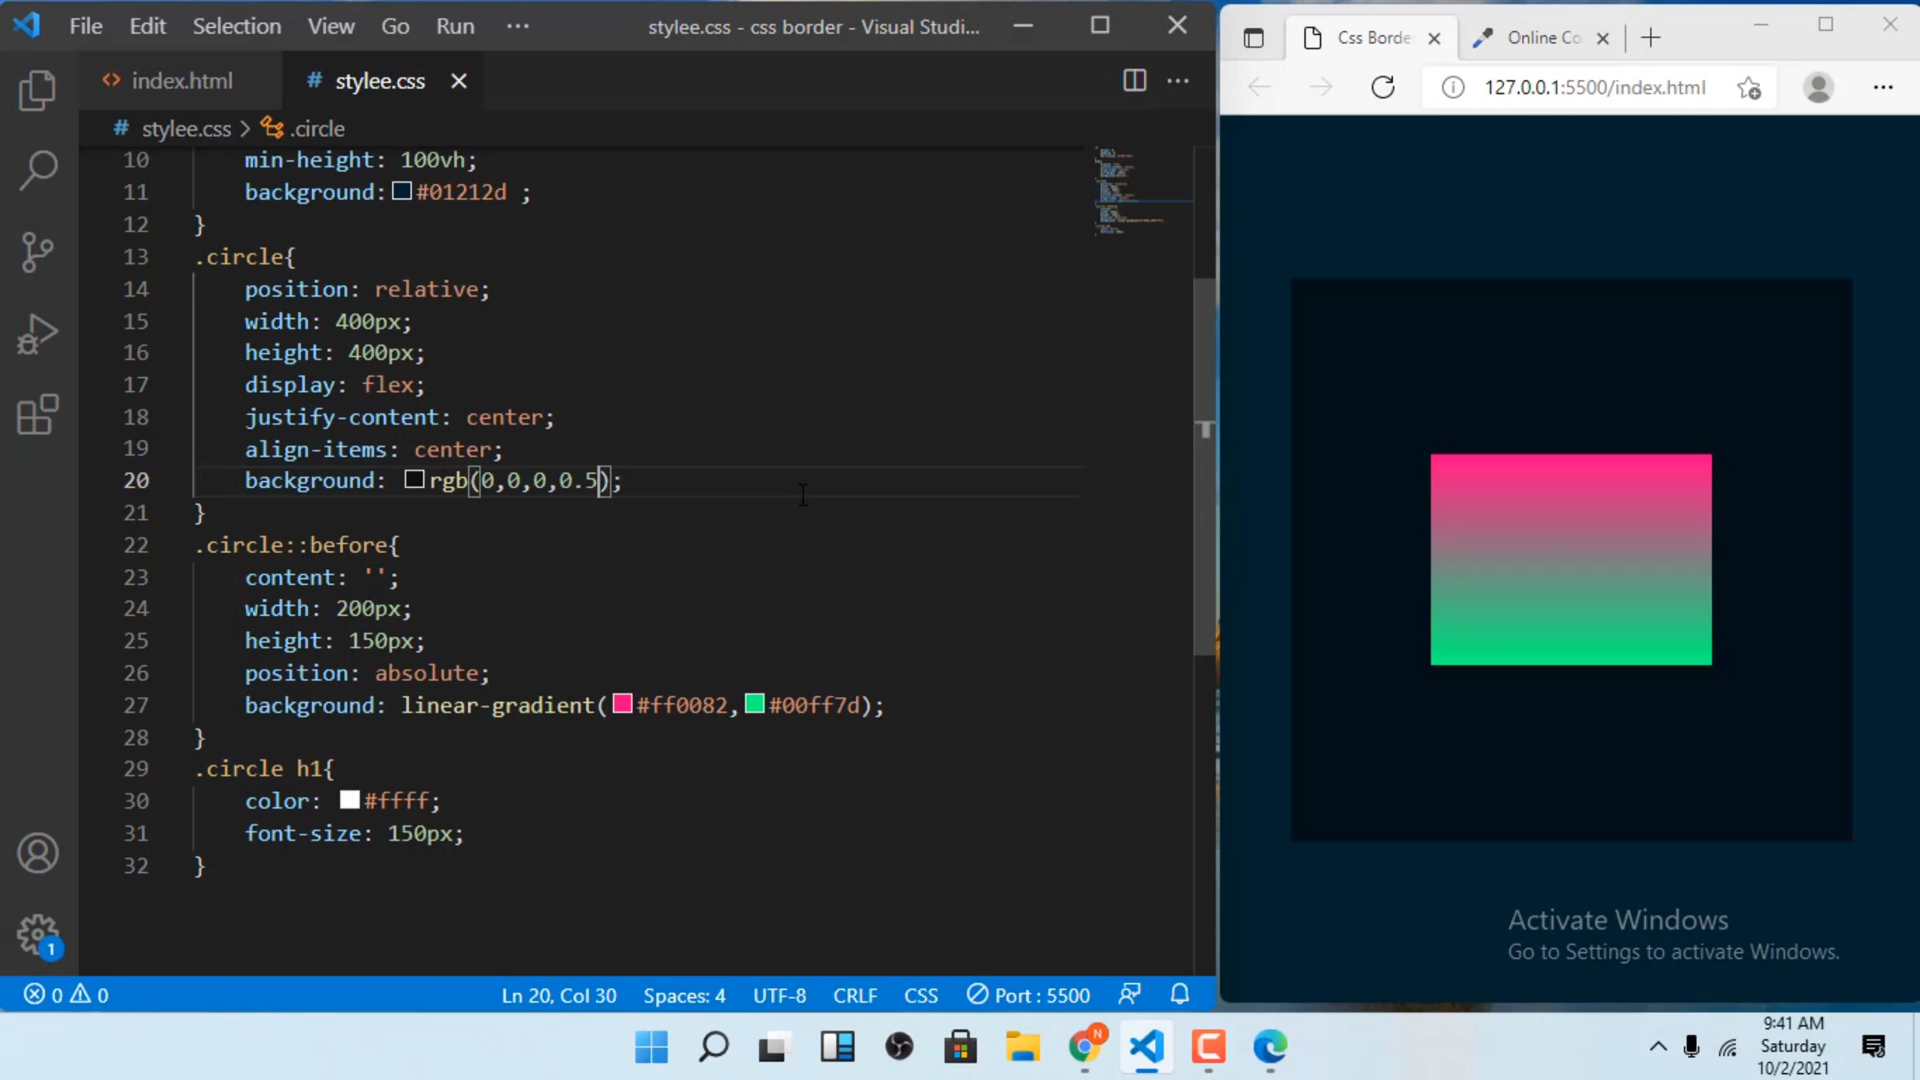 File Edit Selection View Go Run ··· stylee.css - css border - Visual Studi...
index.html # stylee.css
# stylee.css > .circle
10 min-height: 100vh;
11 background: #01212d ;
12 }
13 .circle{
14 position: relative;
15 width: 400px;
16 height: 400px;
17 display: flex;
18 justify-content: center;
19 align-items: center;
20 background: rgb(0,0,0,0.5);
21 }
22 .circle::before{
23 content: '';
24 width: 200px;
25 height: 150px;
26 position: absolute;
27 background: linear-gradient( #ff0082, #00ff7d);
28 }
29 .circle h1{
30 color: #ffff;
31 font-size: 150px;
32 }
1
0 0 Ln 20, Col 30 Spaces: 4 UTF-8 CRLF CSS Port : 5500
Css Borde Online Co
127.0.0.1:5500/index.html
Activate Windows
Go to Settings to activate Windows.
N
9:41 AM
Saturday
10/2/2021